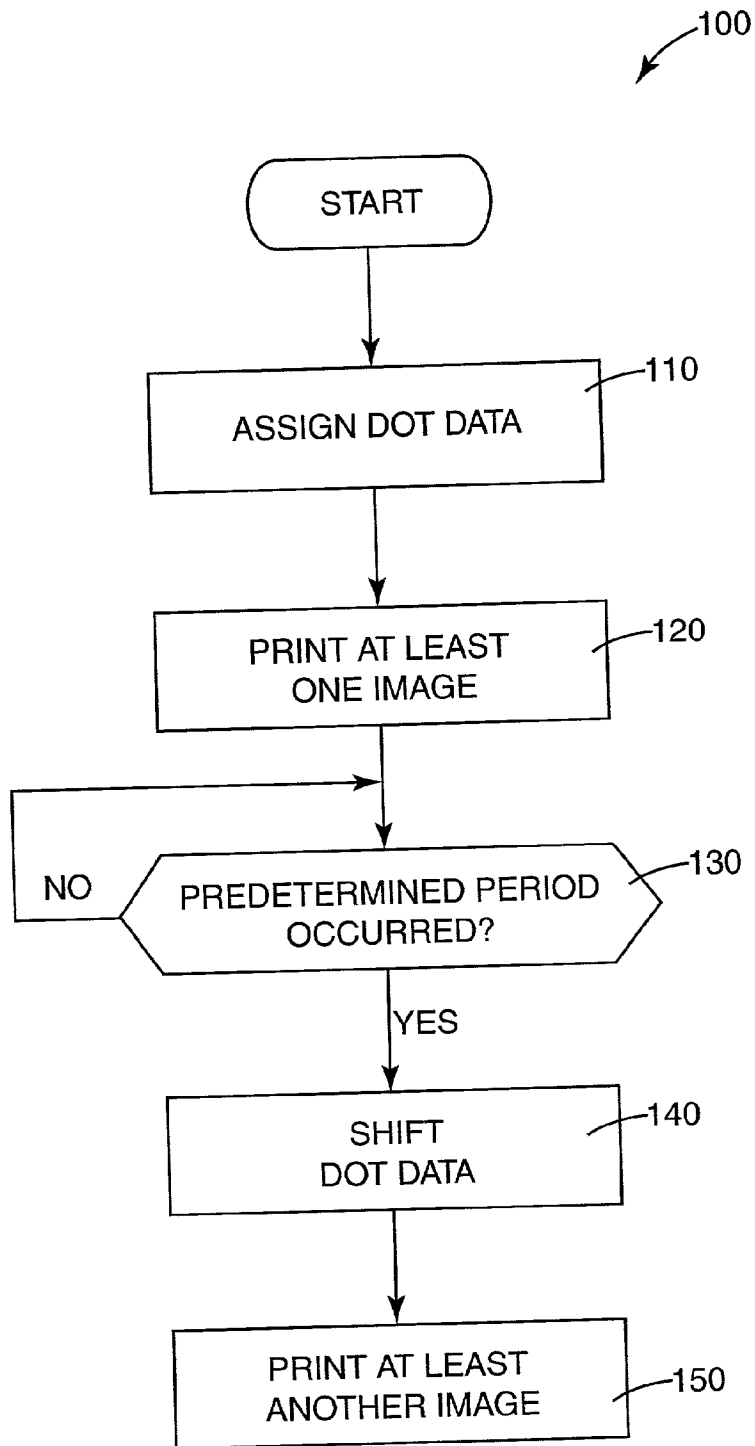 100
START
110
ASSIGN DOT DATA
120
PRINT AT LEAST
ONE IMAGE
130
NO
PREDETERMINED PERIOD
OCCURRED?
YES
140
SHIFT
DOT DATA
150
PRINT AT LEAST
ANOTHER IMAGE